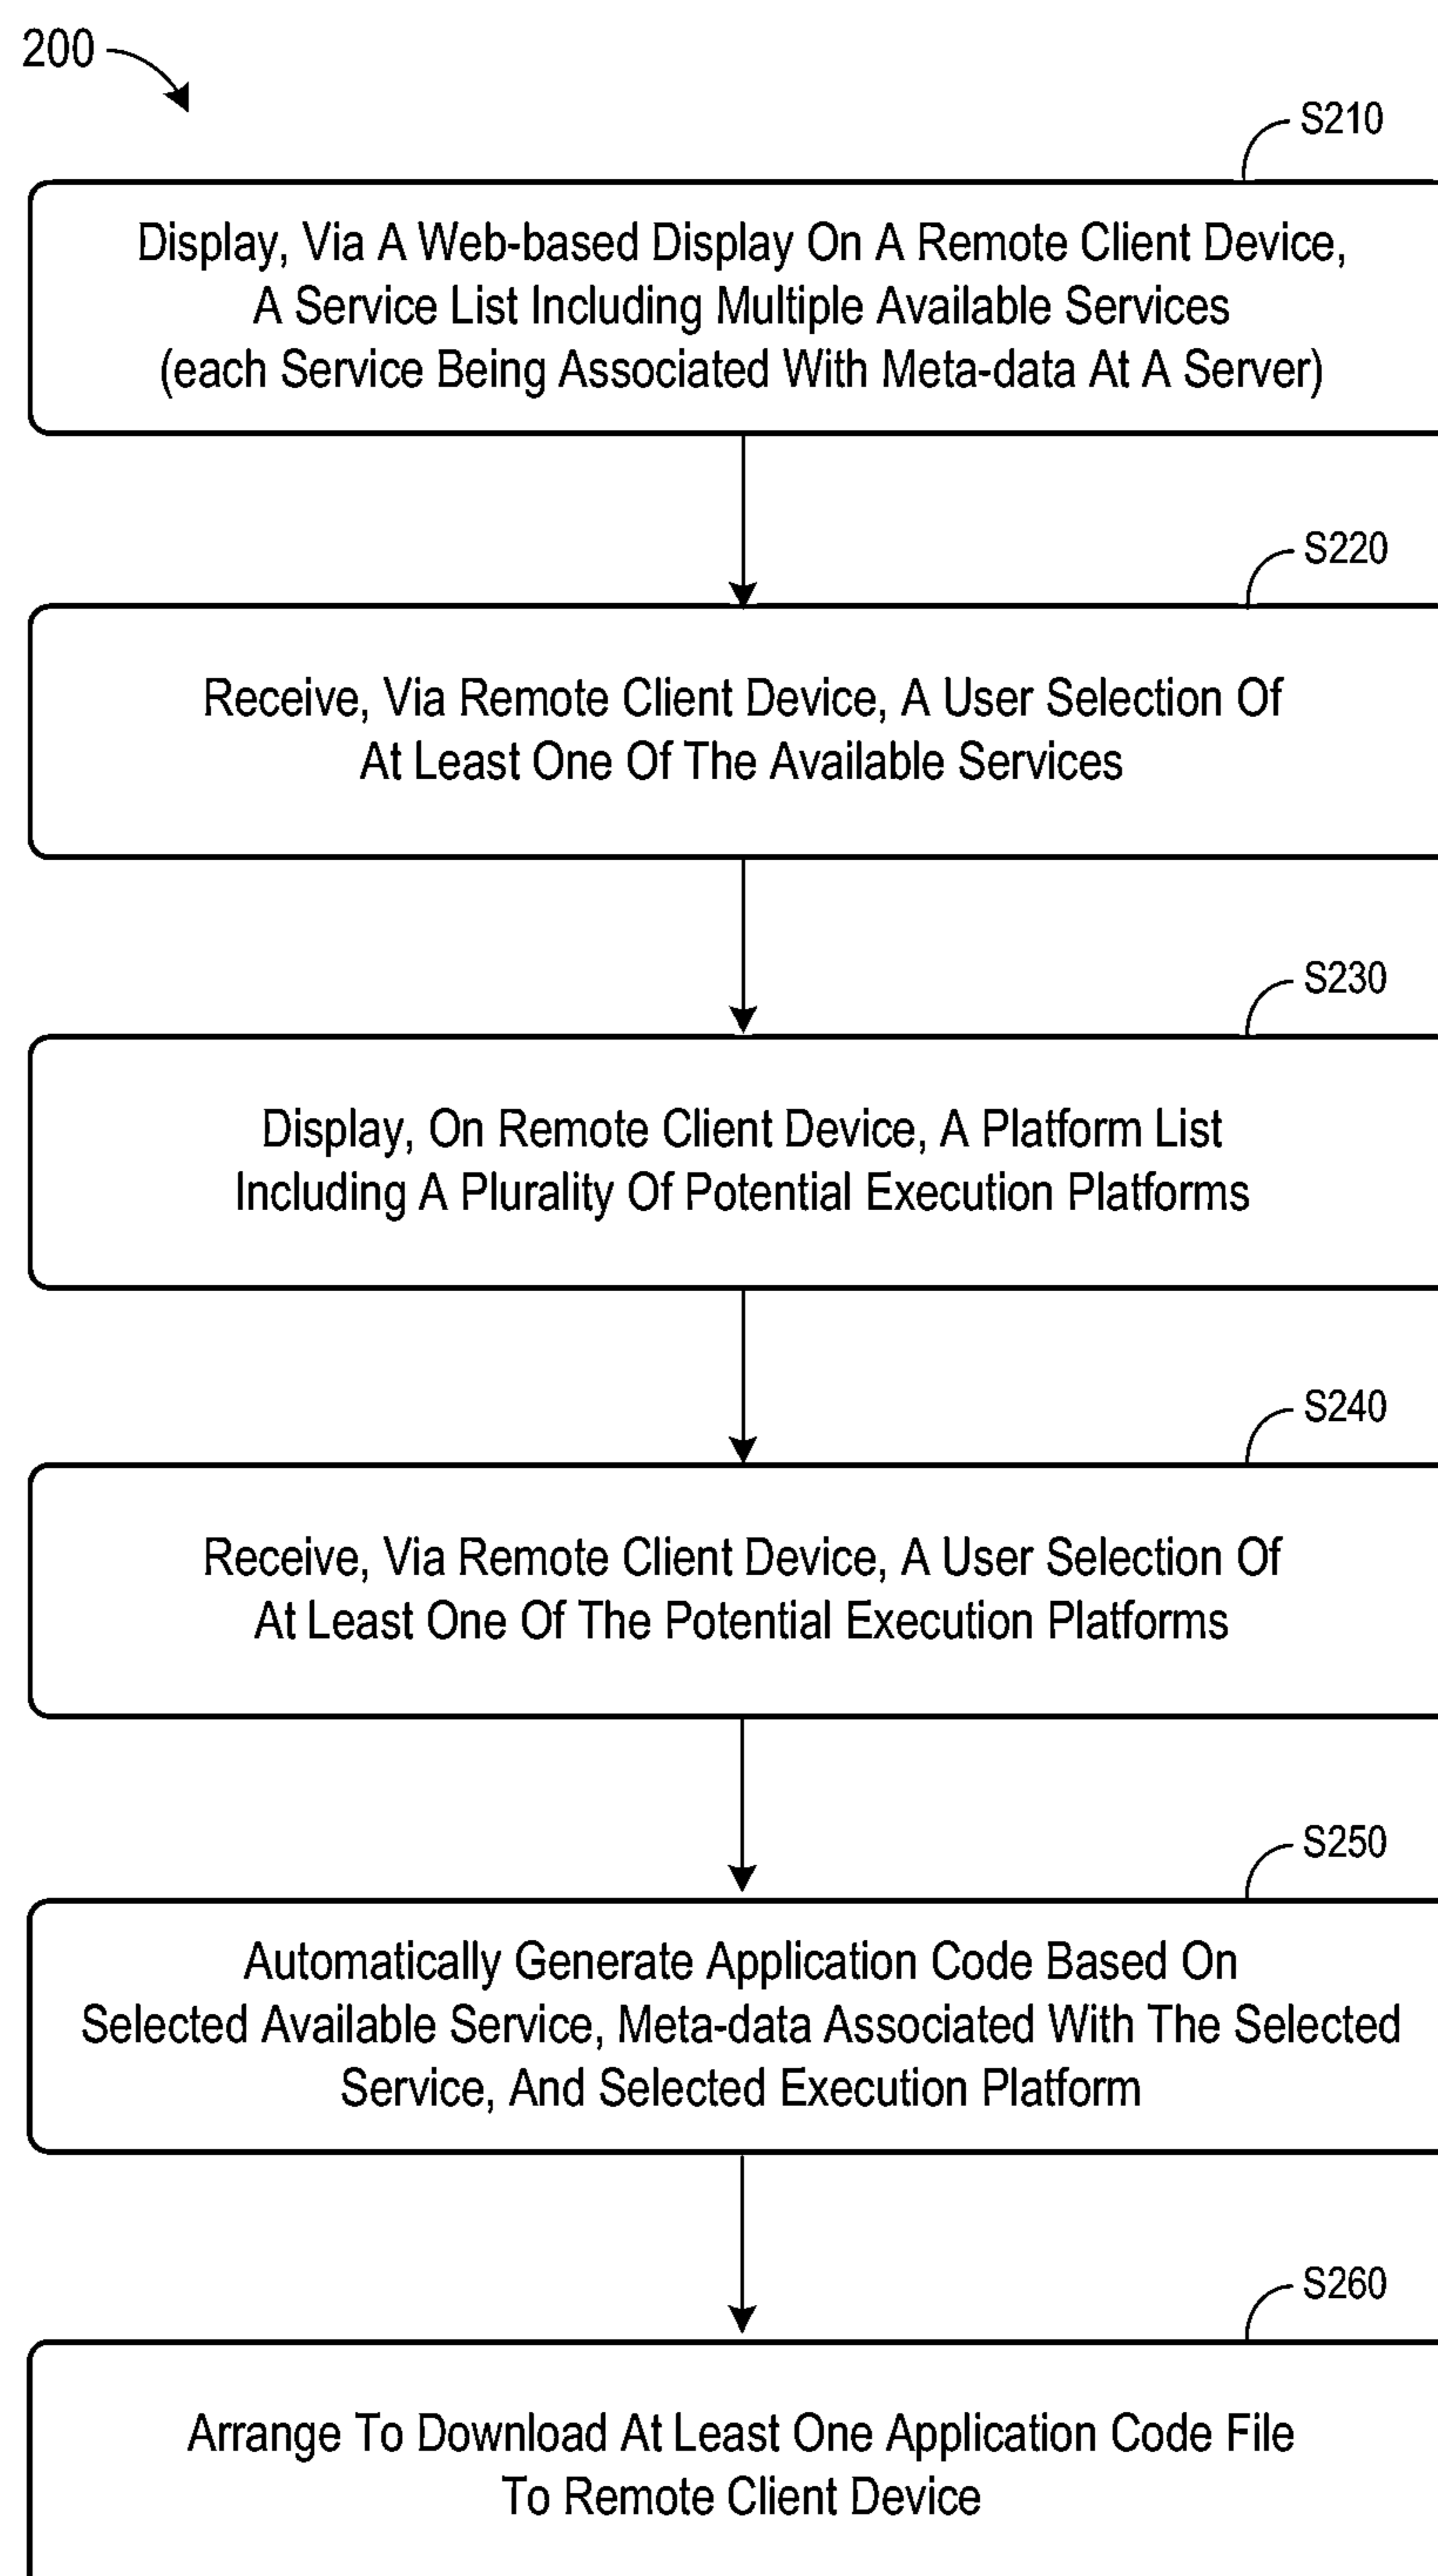 200
S210
Display, Via A Web-based Display On A Remote Client Device,
A Service List Including Multiple Available Services
(each Service Being Associated With Meta-data At A Server)
S220
Receive, Via Remote Client Device, A User Selection Of
At Least One Of The Available Services
S230
Display, On Remote Client Device, A Platform List
Including A Plurality Of Potential Execution Platforms
S240
Receive, Via Remote Client Device, A User Selection Of
At Least One Of The Potential Execution Platforms
S250
Automatically Generate Application Code Based On
Selected Available Service, Meta-data Associated With The Selected
Service, And Selected Execution Platform
S260
Arrange To Download At Least One Application Code File
To Remote Client Device